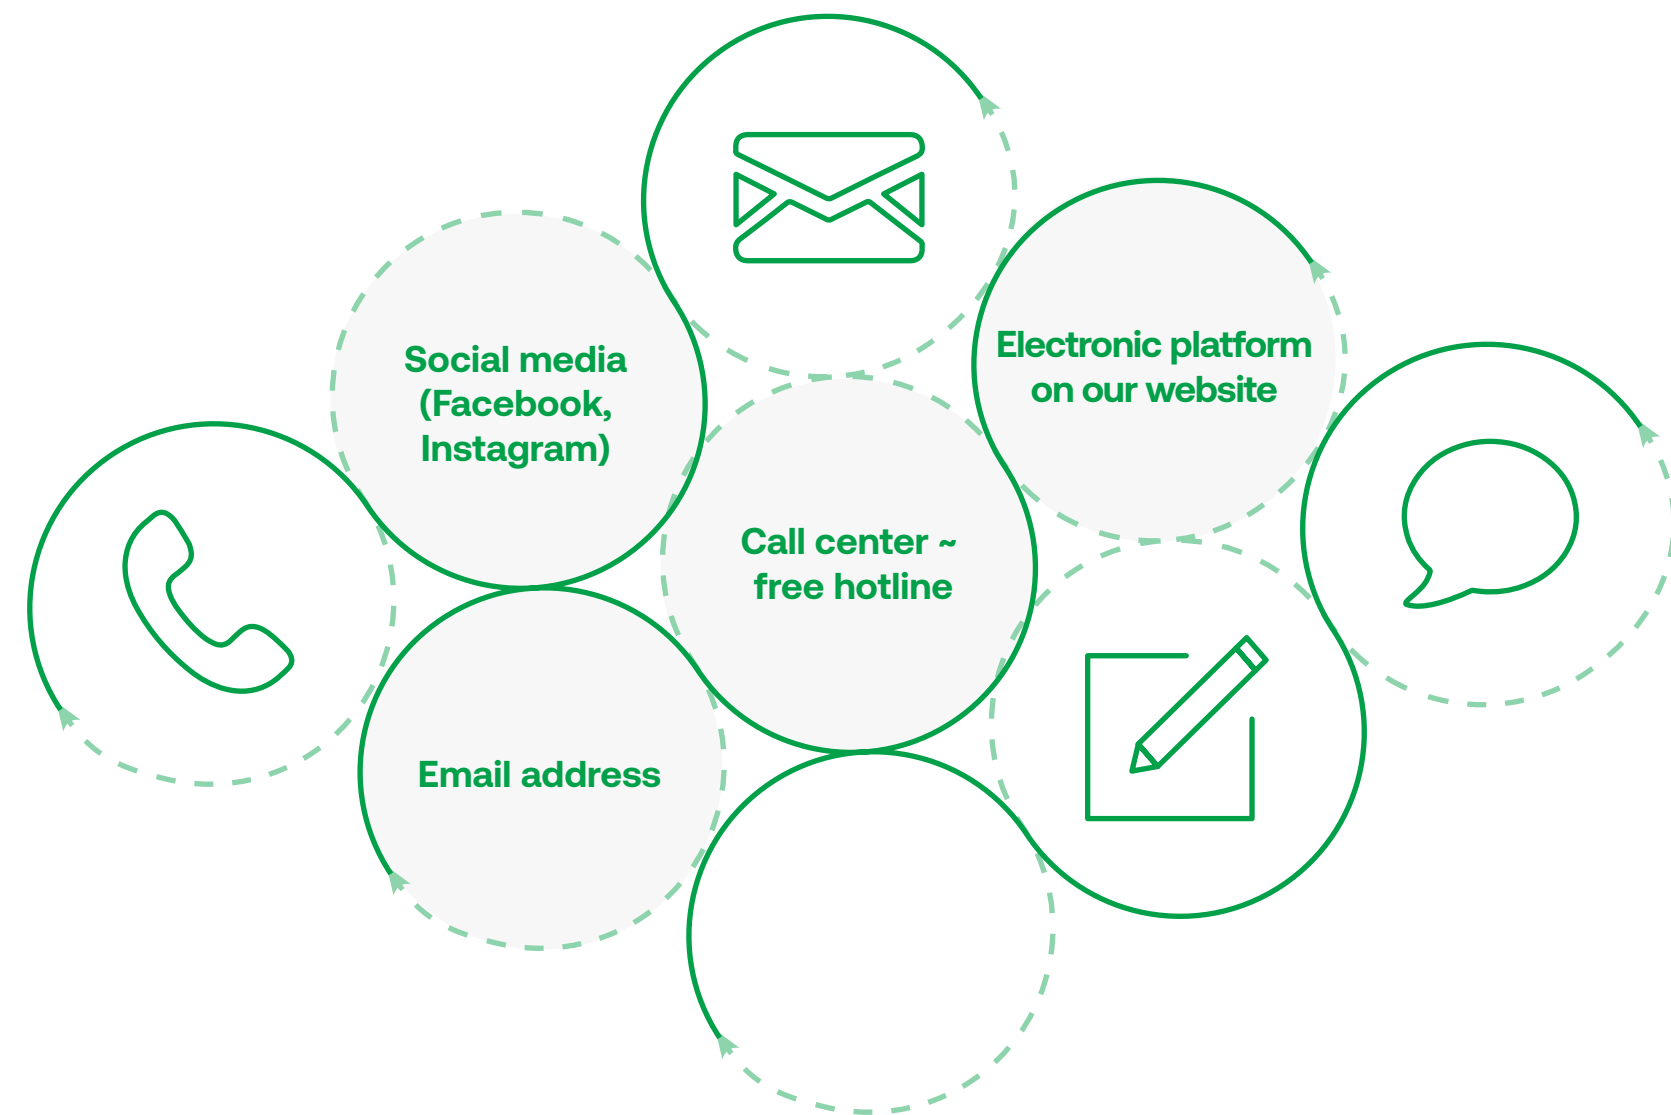 Social media
(Facebook,
Instagram)
Electronic platform
on our website
Call center ~
free hotline
Email address